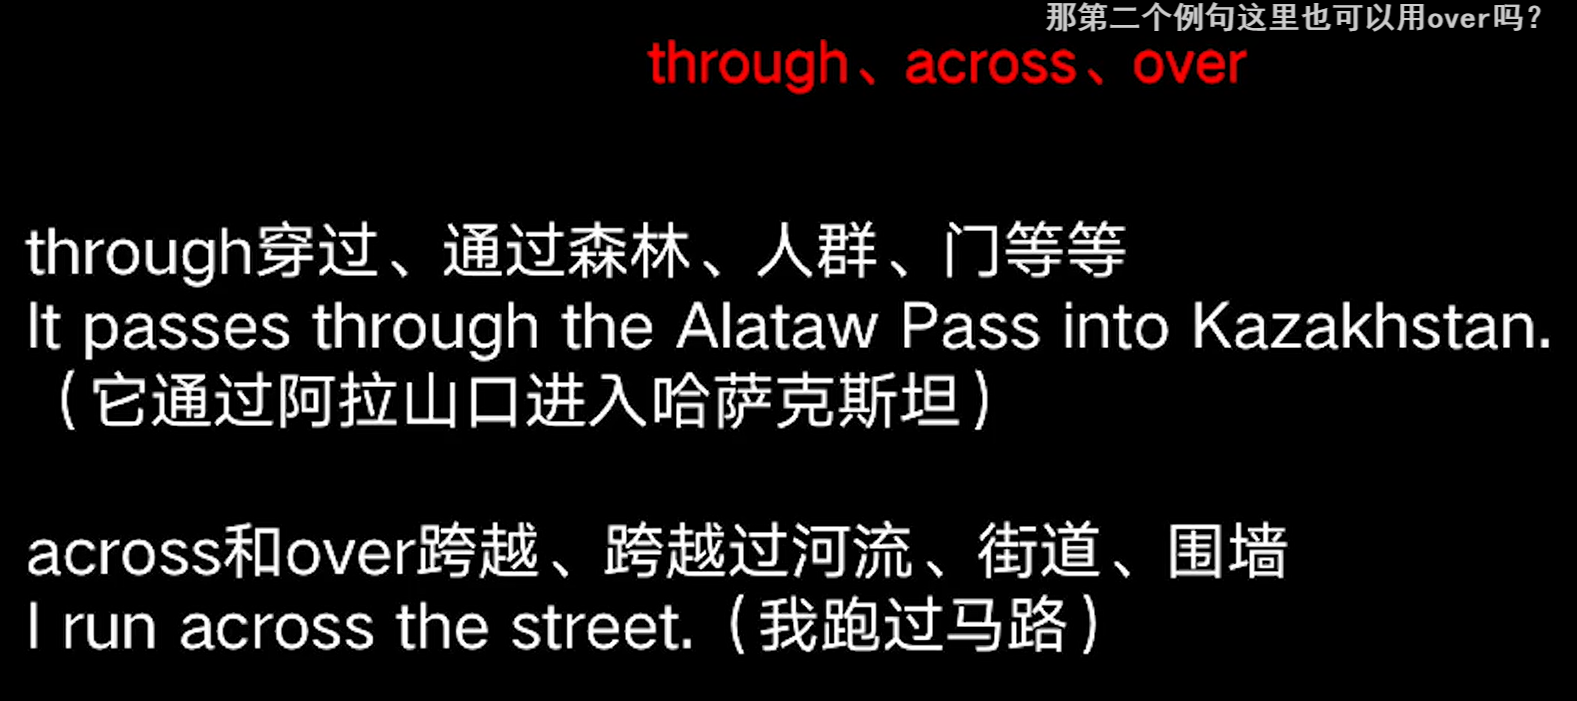 那第二个例句这里也可以用over吗?
through、across、over
through穿过、通过森林、人群、门等等
It passes through the Alataw Pass into Kazakhstan.
（它通过阿拉山口进入哈萨克斯坦）
across和over跨越、跨越过河流、街道、围墙
I run across the street.（我跑过马路）